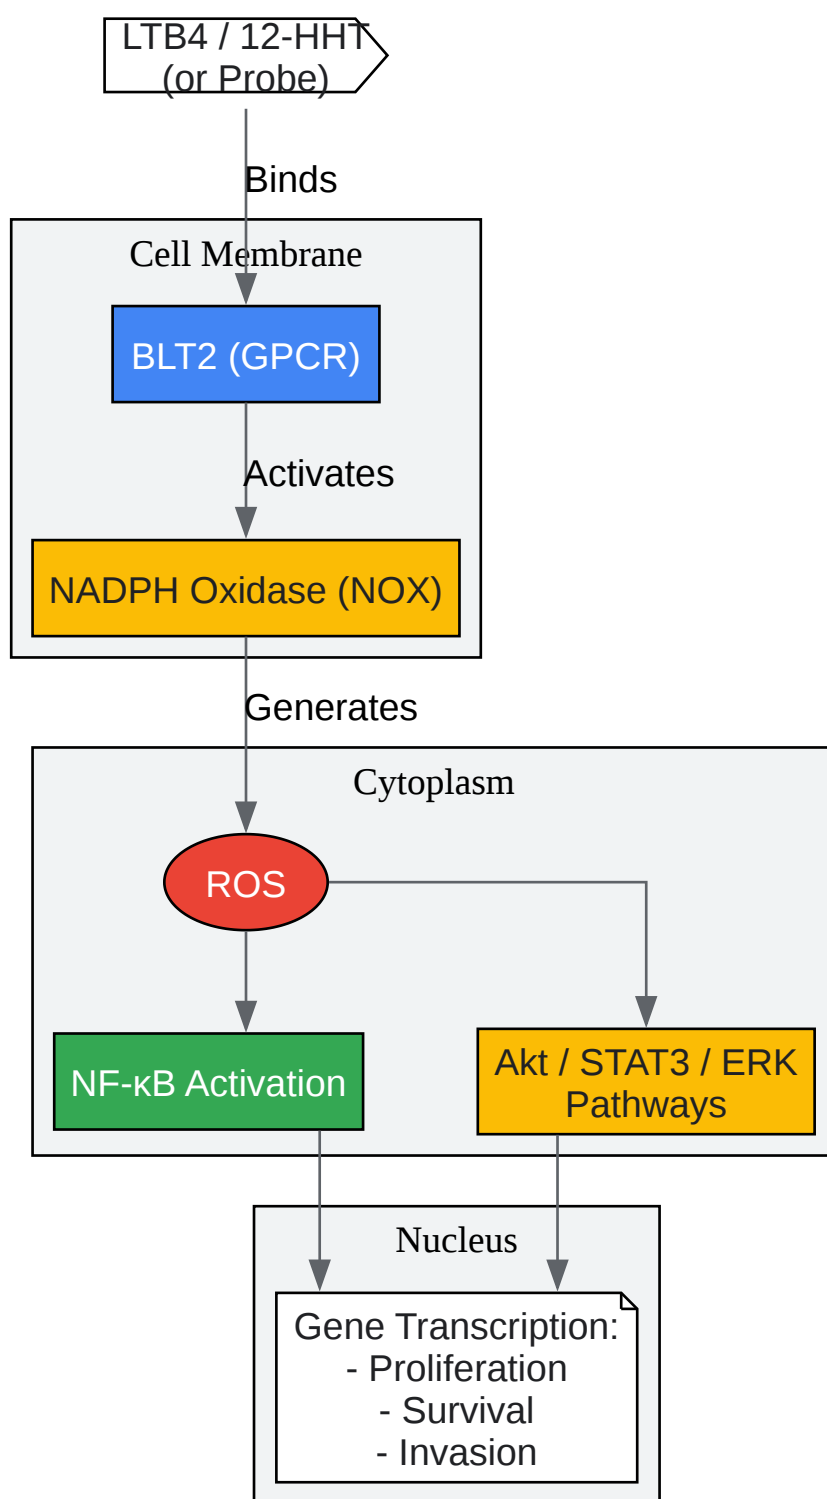 LTB4 / 12-HHT
(or Probe)
Binds
Cell Membrane
BLT2 (GPCR)
Activates
NADPH Oxidase (NOX)
Generates
Cytoplasm
ROS
NF-κB Activation
Akt / STAT3 / ERK
Pathways
Nucleus
Gene Transcription:
- Proliferation
- Survival
- Invasion